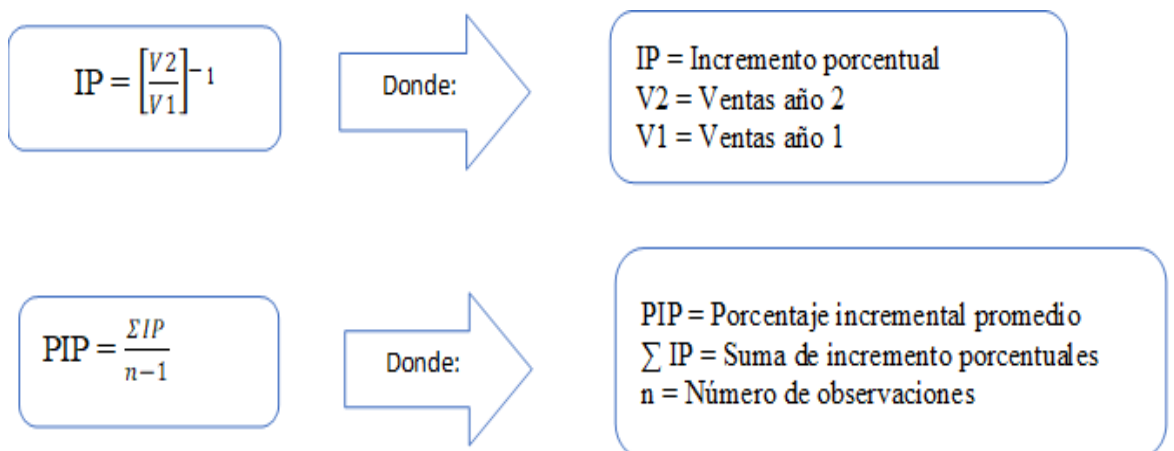 IP = [V2/V1]⁻¹
Donde:
IP = Incremento porcentual
V2 = Ventas año 2
V1 = Ventas año 1
PIP = ΣIP/n−1
Donde:
PIP = Porcentaje incremental promedio
∑ IP = Suma de incremento porcentuales
n = Número de observaciones